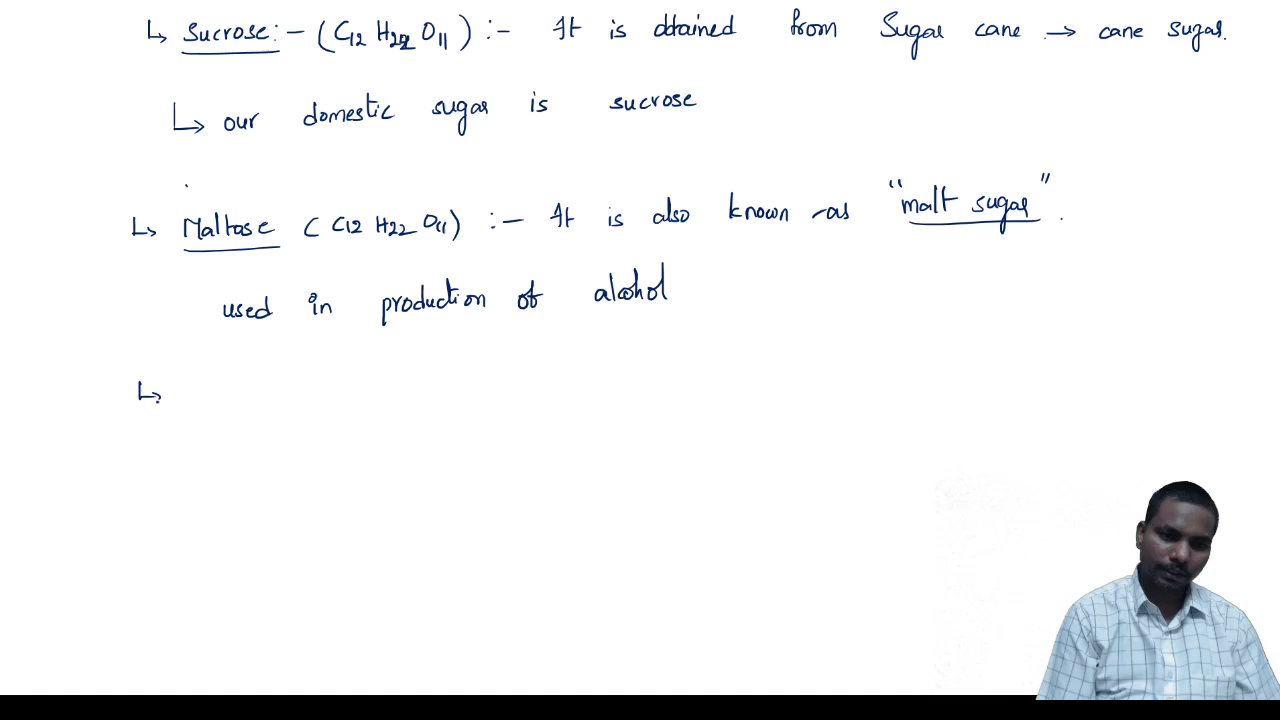 ↳ Sucrose:- (C12 H22 O11) :- It is obtained from Sugar cane → cane sugar.
↳ our domestic sugar is sucrose
↳ Maltase (C12 H22 O11) :- It is also known as "malt sugar".
used in production of alcohol
↳